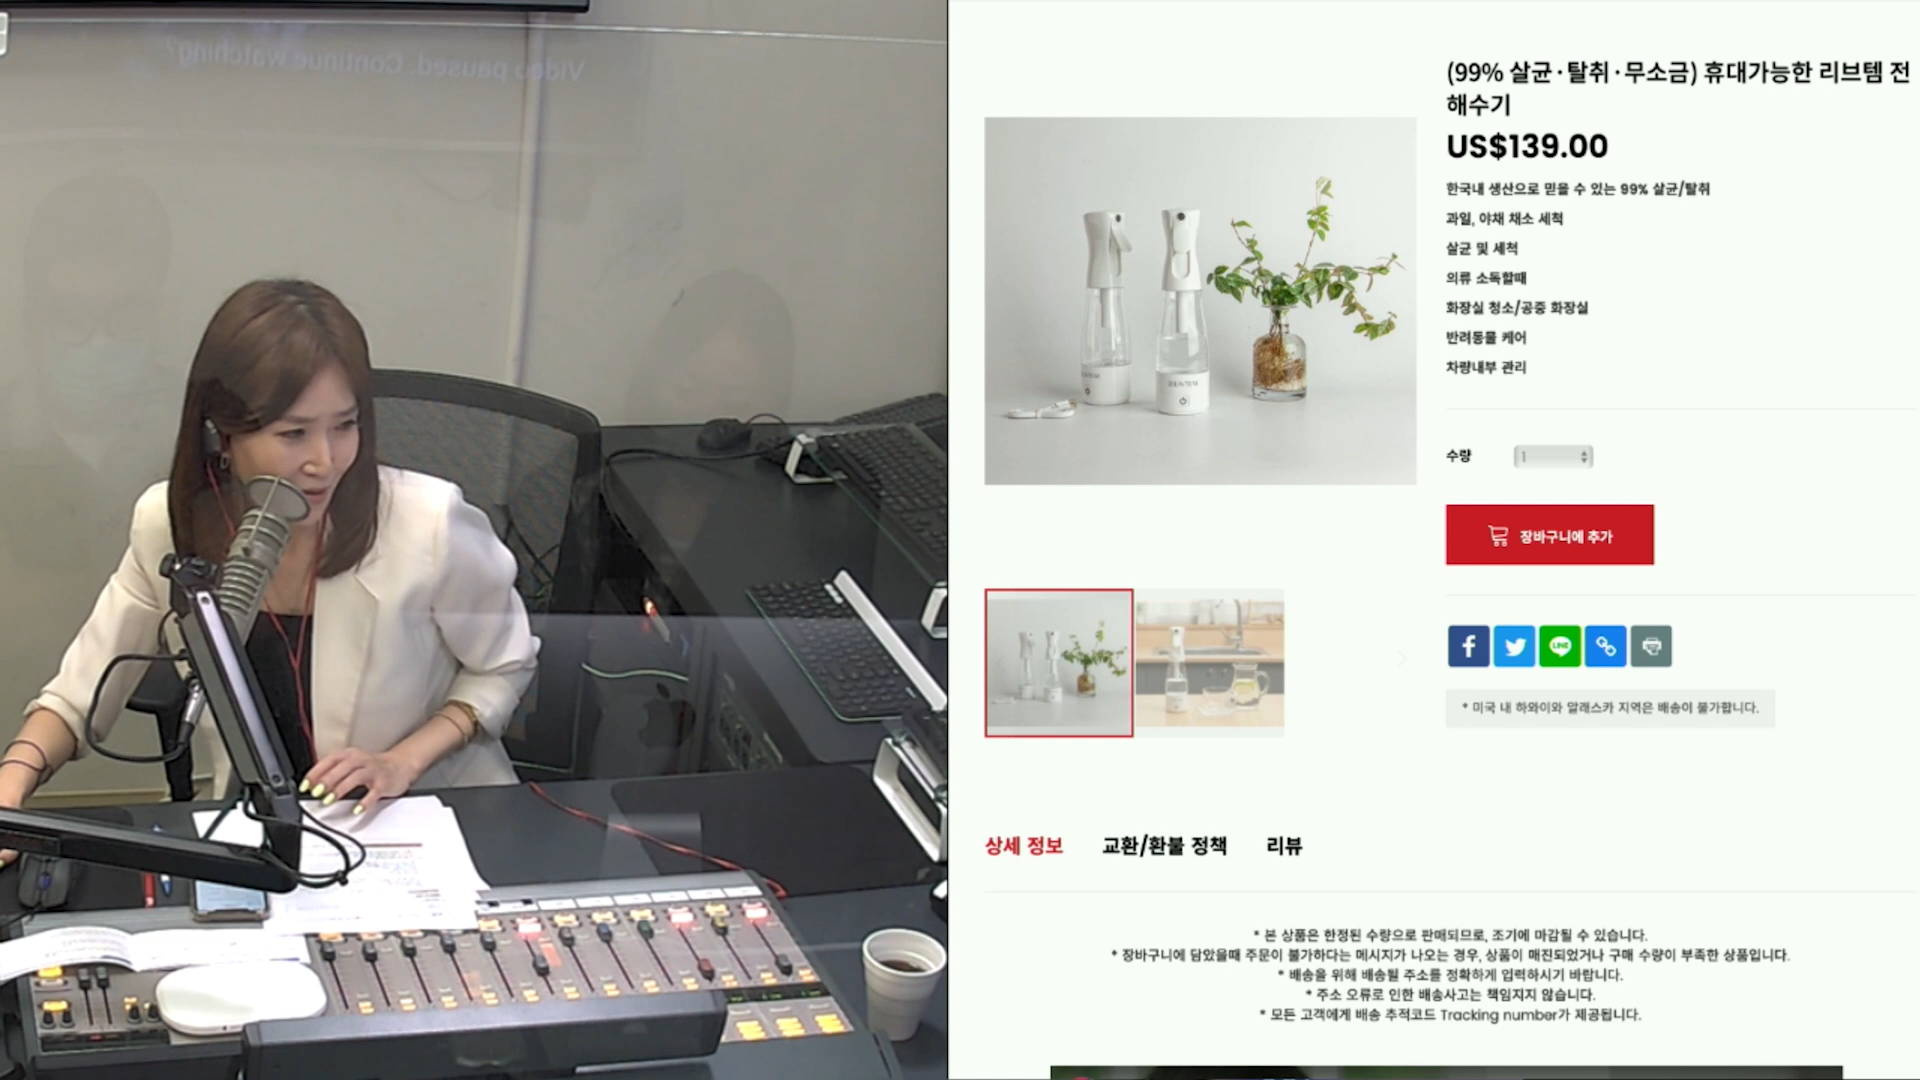 Video paused. Continue watching?
(99% 살균·탈취·무소금) 휴대가능한 리브템 전
해수기
US$139.00
한국내 생산으로 믿을 수 있는 99% 살균/탈취
과일, 야채 채소 세척
살균 및 세척
의류 소독할때
화장실 청소/공중 화장실
반려동물 케어
차량내부 관리
수량
1
장바구니에 추가
LINE
* 미국 내 하와이와 알래스카 지역은 배송이 불가합니다.
상세 정보 교환/환불 정책 리뷰
* 본 상품은 한정된 수량으로 판매되므로, 조기에 마감될 수 있습니다.
* 장바구니에 담았을때 주문이 불가하다는 메시지가 나오는 경우, 상품이 매진되었거나 구매 수량이 부족한 상품입니다.
* 배송을 위해 배송될 주소를 정확하게 입력하시기 바랍니다.
* 주소 오류로 인한 배송사고는 책임지지 않습니다.
* 모든 고객에게 배송 추적코드 Tracking number가 제공됩니다.